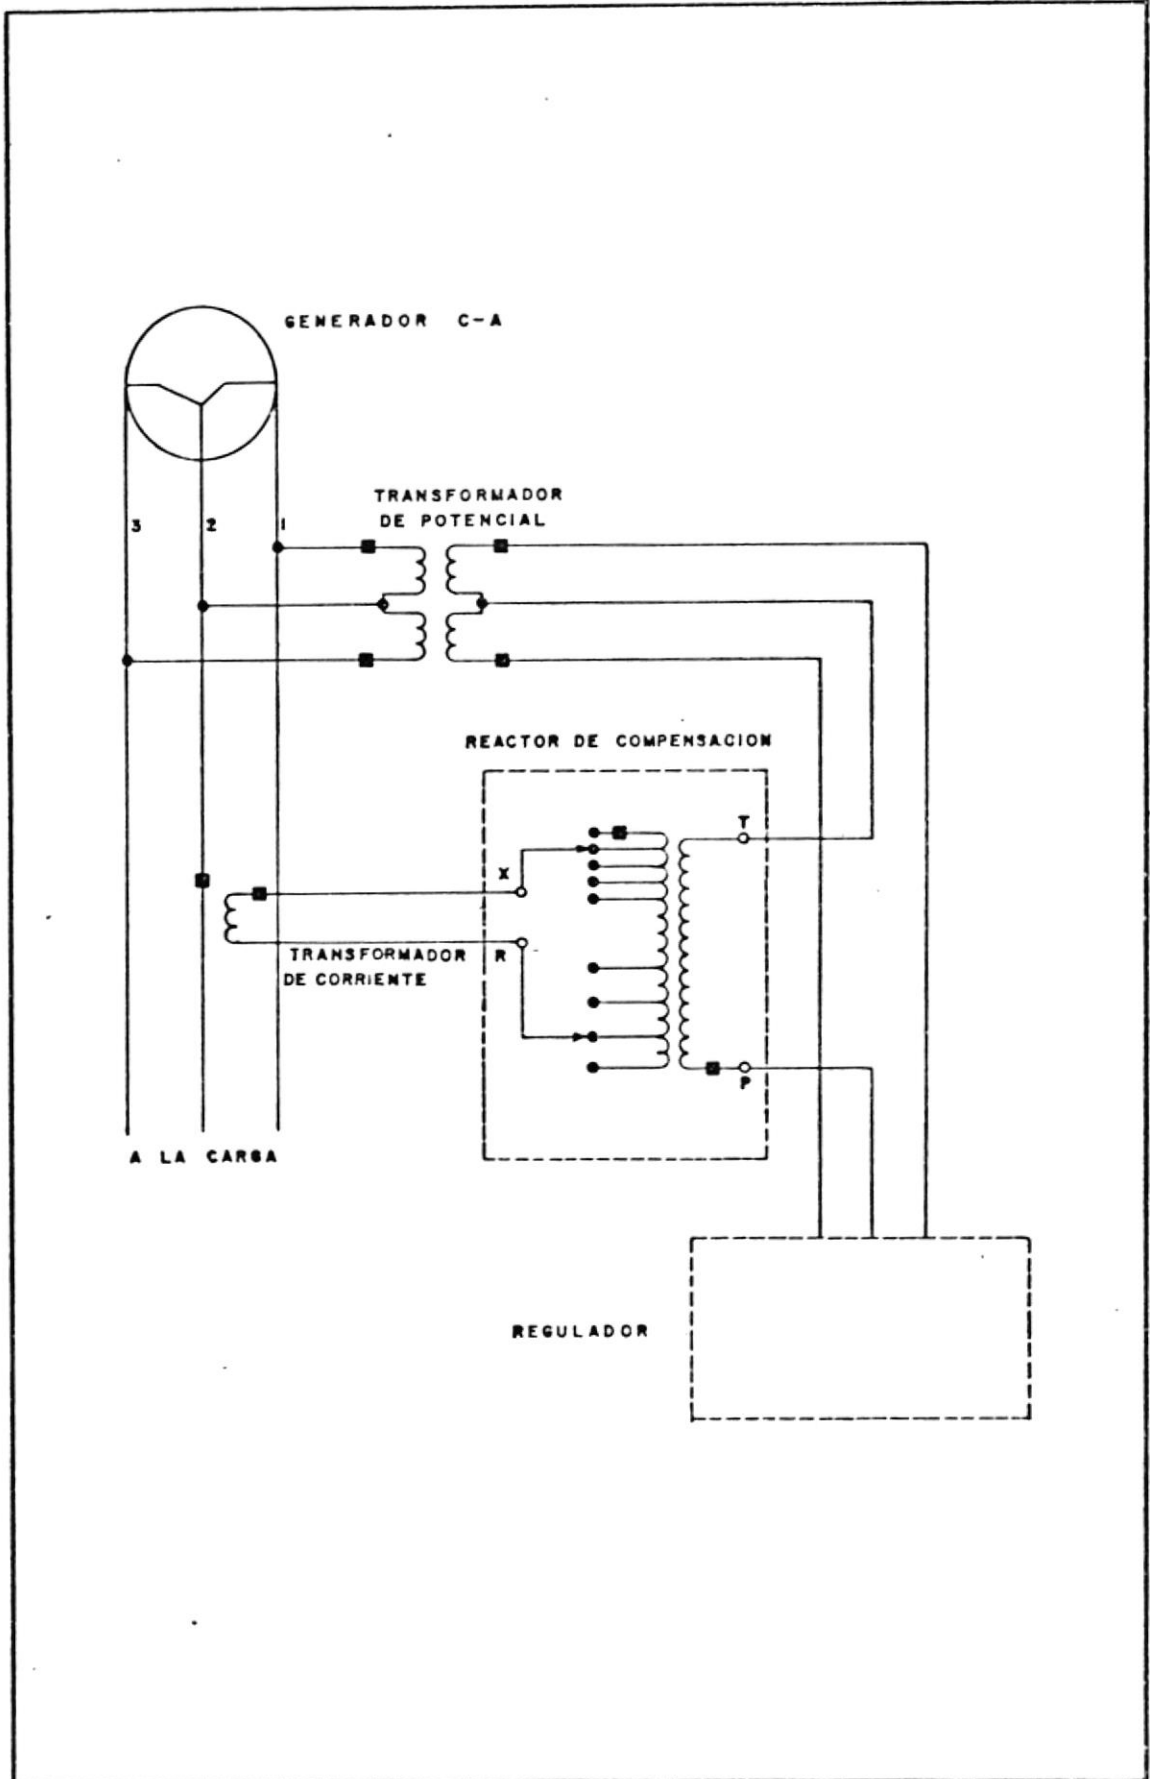 GENERADOR C-A
TRANSFORMADOR
DE POTENCIAL
3 2 1
REACTOR DE COMPENSACION
T
X
R
TRANSFORMADOR
DE CORRIENTE
P
A LA CARGA
REGULADOR